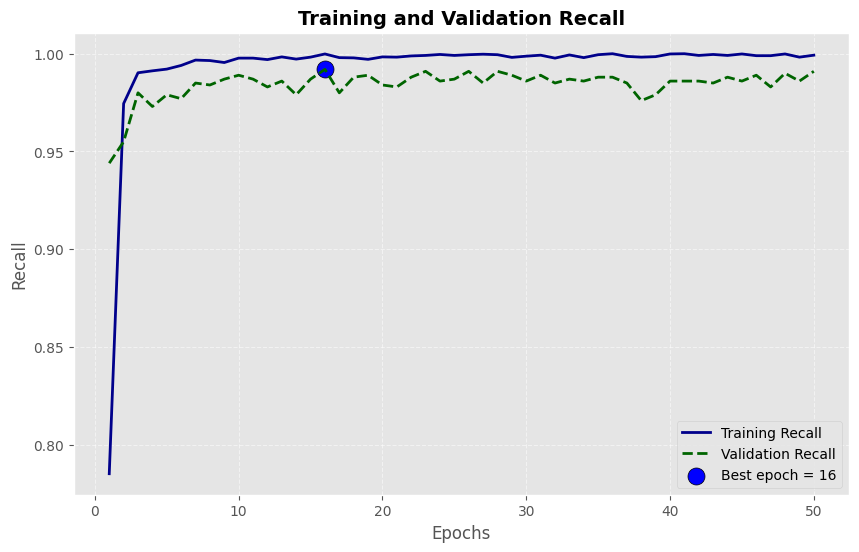 Training and Validation Recall
1.00
0.95
0.90
0.85
0.80
Recall
0
10
20
30
40
50
Epochs
Training Recall
Validation Recall
Best epoch = 16